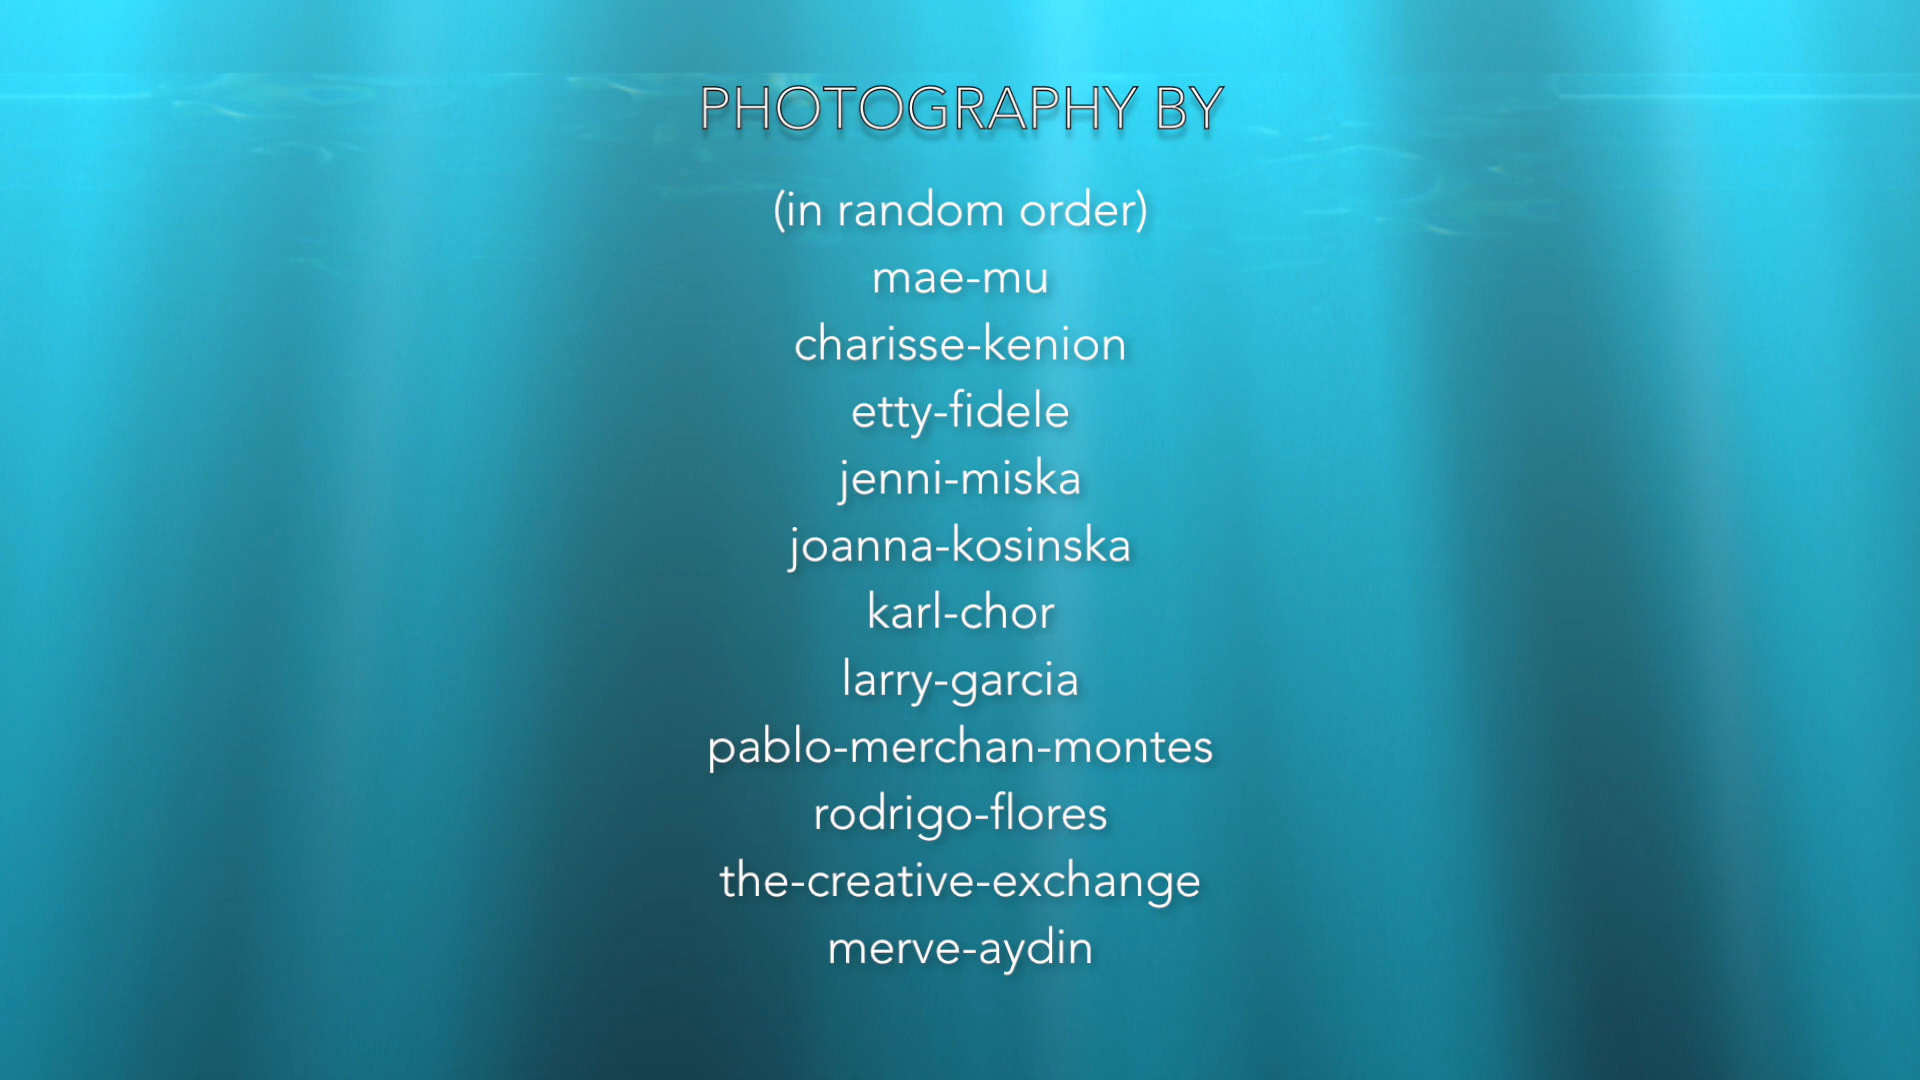 PHOTOGRAPHY BY
(in random order)
mae-mu
charisse-kenion
etty-fidele
jenni-miska
joanna-kosinska
karl-chor
larry-garcia
pablo-merchan-montes
rodrigo-flores
the-creative-exchange
merve-aydin